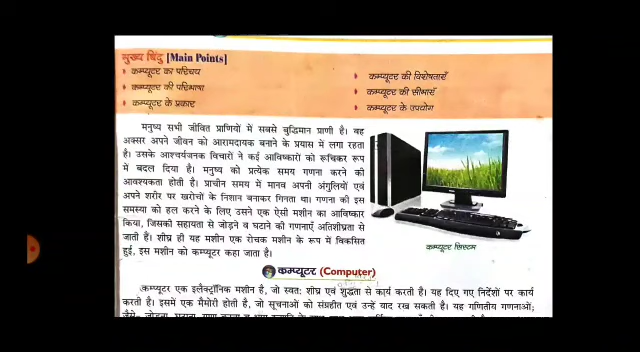 मुख्य बिंदु [Main Points]
कम्प्यूटर का परिचय
कम्प्यूटर की परिभाषा
कम्प्यूटर के प्रकार
कम्प्यूटर की विशेषताएँ
कम्प्यूटर की सीमाएँ
कम्प्यूटर के उपयोग
मनुष्य सभी जीवित प्राणियों में सबसे बुद्धिमान प्राणी है। वह
अक्सर अपने जीवन को आरामदायक बनाने के प्रयास में लगा रहता
है। उसके आश्चर्यजनक विचारों ने कई आविष्कारों को रूचिकर रूप
में बदल दिया है। मनुष्य को प्रत्येक समय गणना करने की
आवश्यकता होती है। प्राचीन समय में मानव अपनी अंगुलियों एवं
अपने शरीर पर खरोंचों के निशान बनाकर गिनता था। गणना की इस
समस्या को हल करने के लिए उसने एक ऐसी मशीन का आविष्कार
किया, जिसकी सहायता से जोड़ने व घटाने की गणनाएँ अतिशीघ्रता से
की जाती हैं। शीघ्र ही यह मशीन एक रोचक मशीन के रूप में विकसित
हुई, इस मशीन को कम्प्यूटर कहा जाता है।
कम्प्यूटर सिस्टम
कम्प्यूटर (Computer)
कम्प्यूटर एक इलैक्ट्रॉनिक मशीन है, जो स्वतः शीघ्र एवं शुद्धता से कार्य करती है। यह दिए गए निर्देशों पर कार्य
करती है। इसमें एक मैमोरी होती है, जो सूचनाओं को संग्रहीत एवं उन्हें याद रख सकती है। यह गणितीय गणनाओं;
जैसे- जोड़ना, घटाना, गुणा करना व भाग